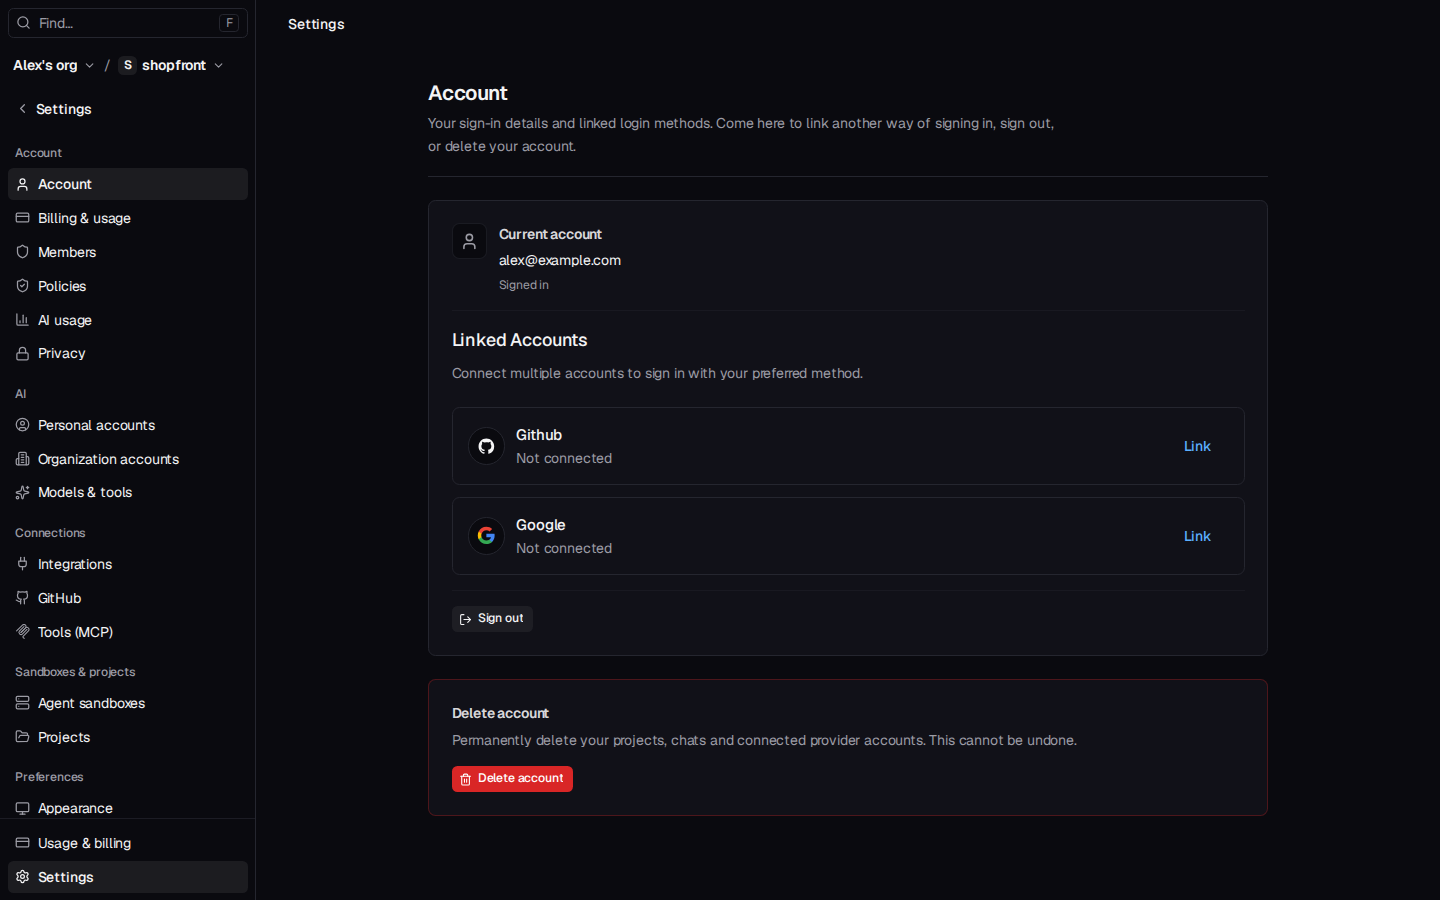 Find...
F
Alex's org / S shopfront
Settings
Account
Account
Billing & usage
Members
Policies
AI usage
Privacy
AI
Personal accounts
Organization accounts
Models & tools
Connections
Integrations
GitHub
Tools (MCP)
Sandboxes & projects
Agent sandboxes
Projects
Preferences
Appearance
Usage & billing
Settings
Settings
Account
Your sign-in details and linked login methods. Come here to link another way of signing in, sign out,
or delete your account.
Current account
alex@example.com
Signed in
Linked Accounts
Connect multiple accounts to sign in with your preferred method.
Github
Not connected
Link
Google
Not connected
Link
Sign out
Delete account
Permanently delete your projects, chats and connected provider accounts. This cannot be undone.
Delete account